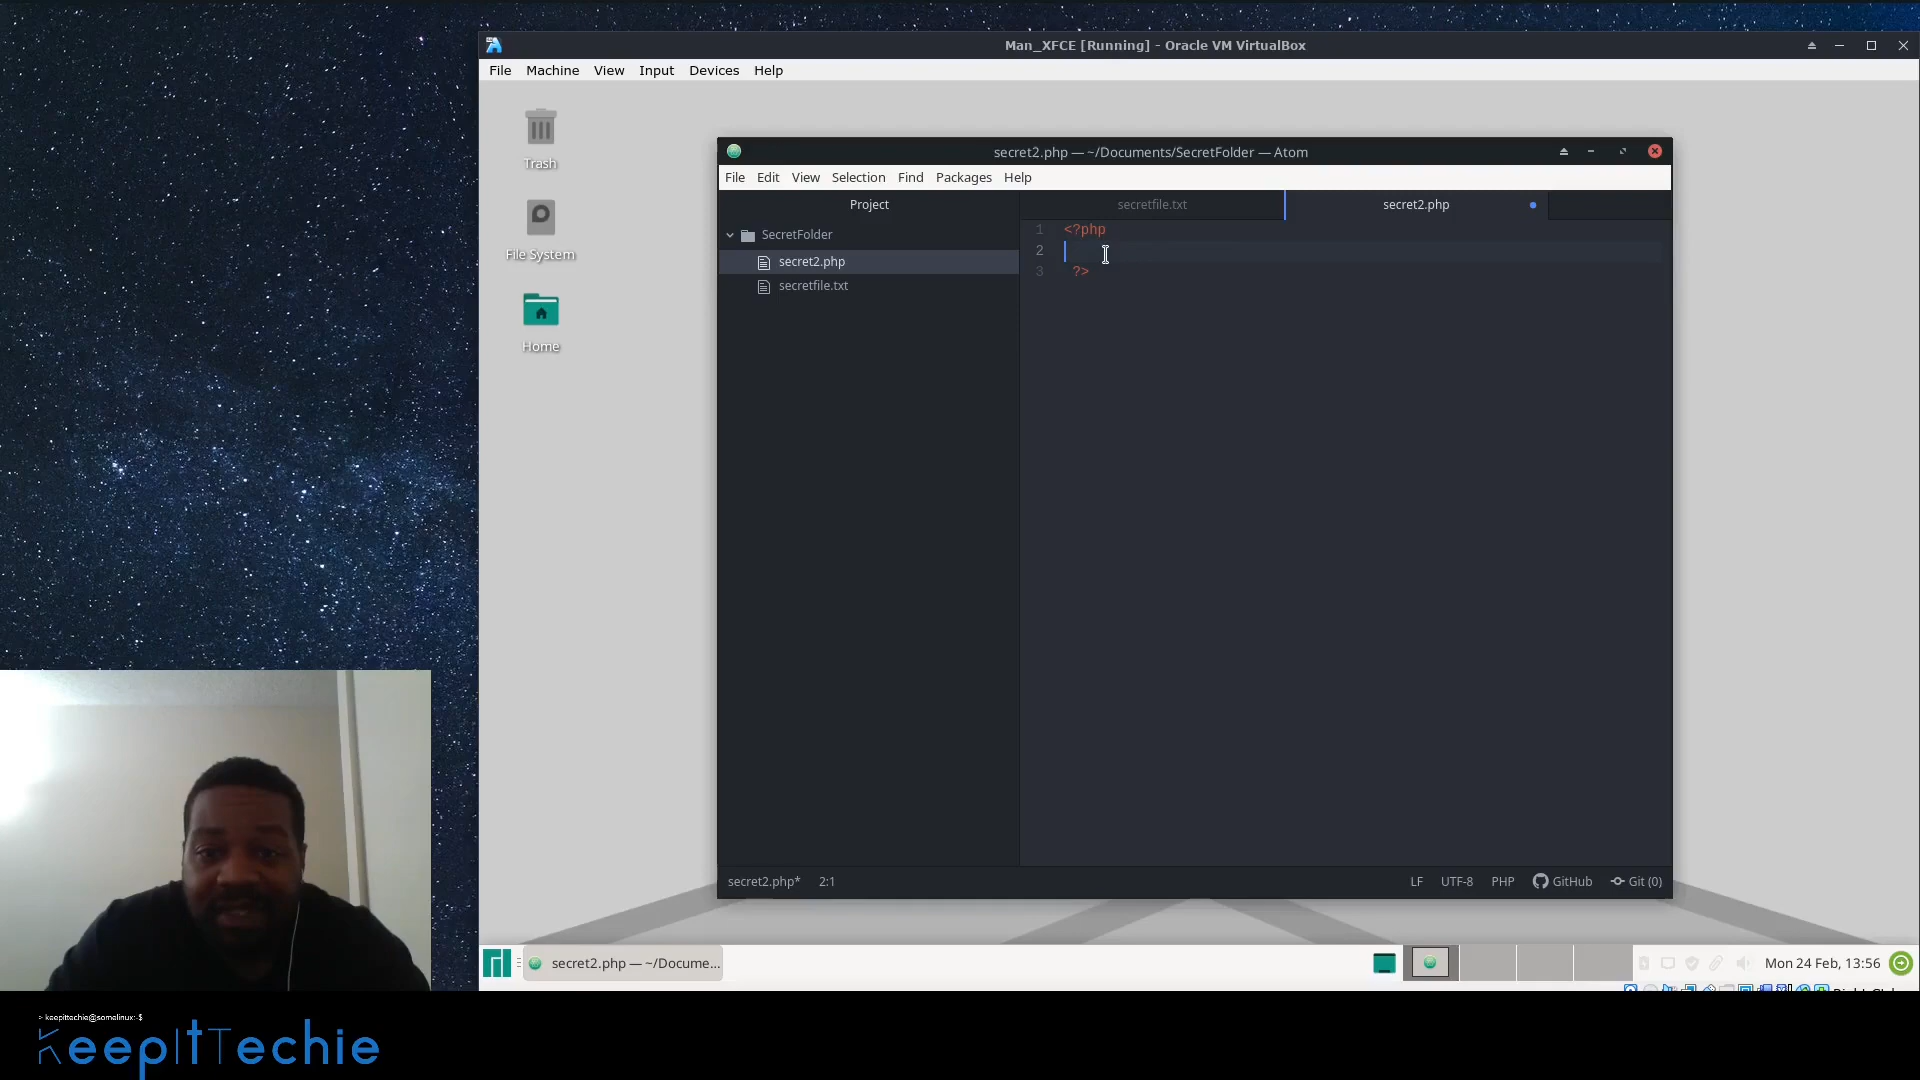 Man_XFCE [Running] - Oracle VM VirtualBox
File Machine View Input Devices Help
Trash
File System
Home
secret2.php — ~/Documents/SecretFolder — Atom
File Edit View Selection Find Packages Help
Project
SecretFolder
secret2.php
secretfile.txt
secretfile.txt secret2.php
1 <?php
2
3 ?>
secret2.php* 2:1 LF UTF-8 PHP GitHub Git (0)
secret2.php — ~/Docume... Mon 24 Feb, 13:56
> keepittechie@somelinux:-$
KeepItTechie